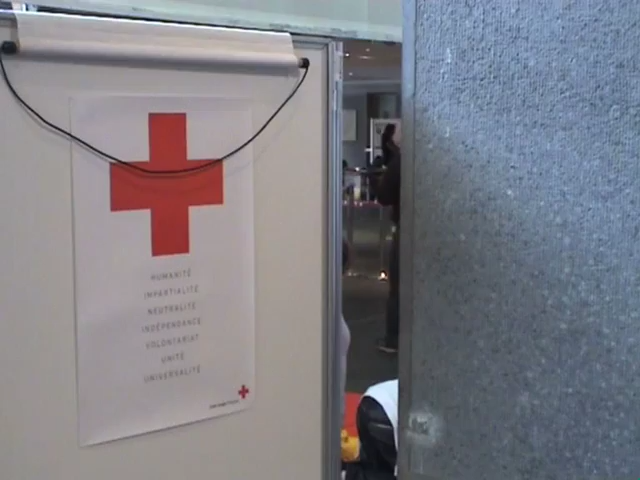 HUMANITÉ
IMPARTIALITÉ
NEUTRALITÉ
INDÉPENDANCE
VOLONTARIAT
UNITÉ
UNIVERSALITÉ